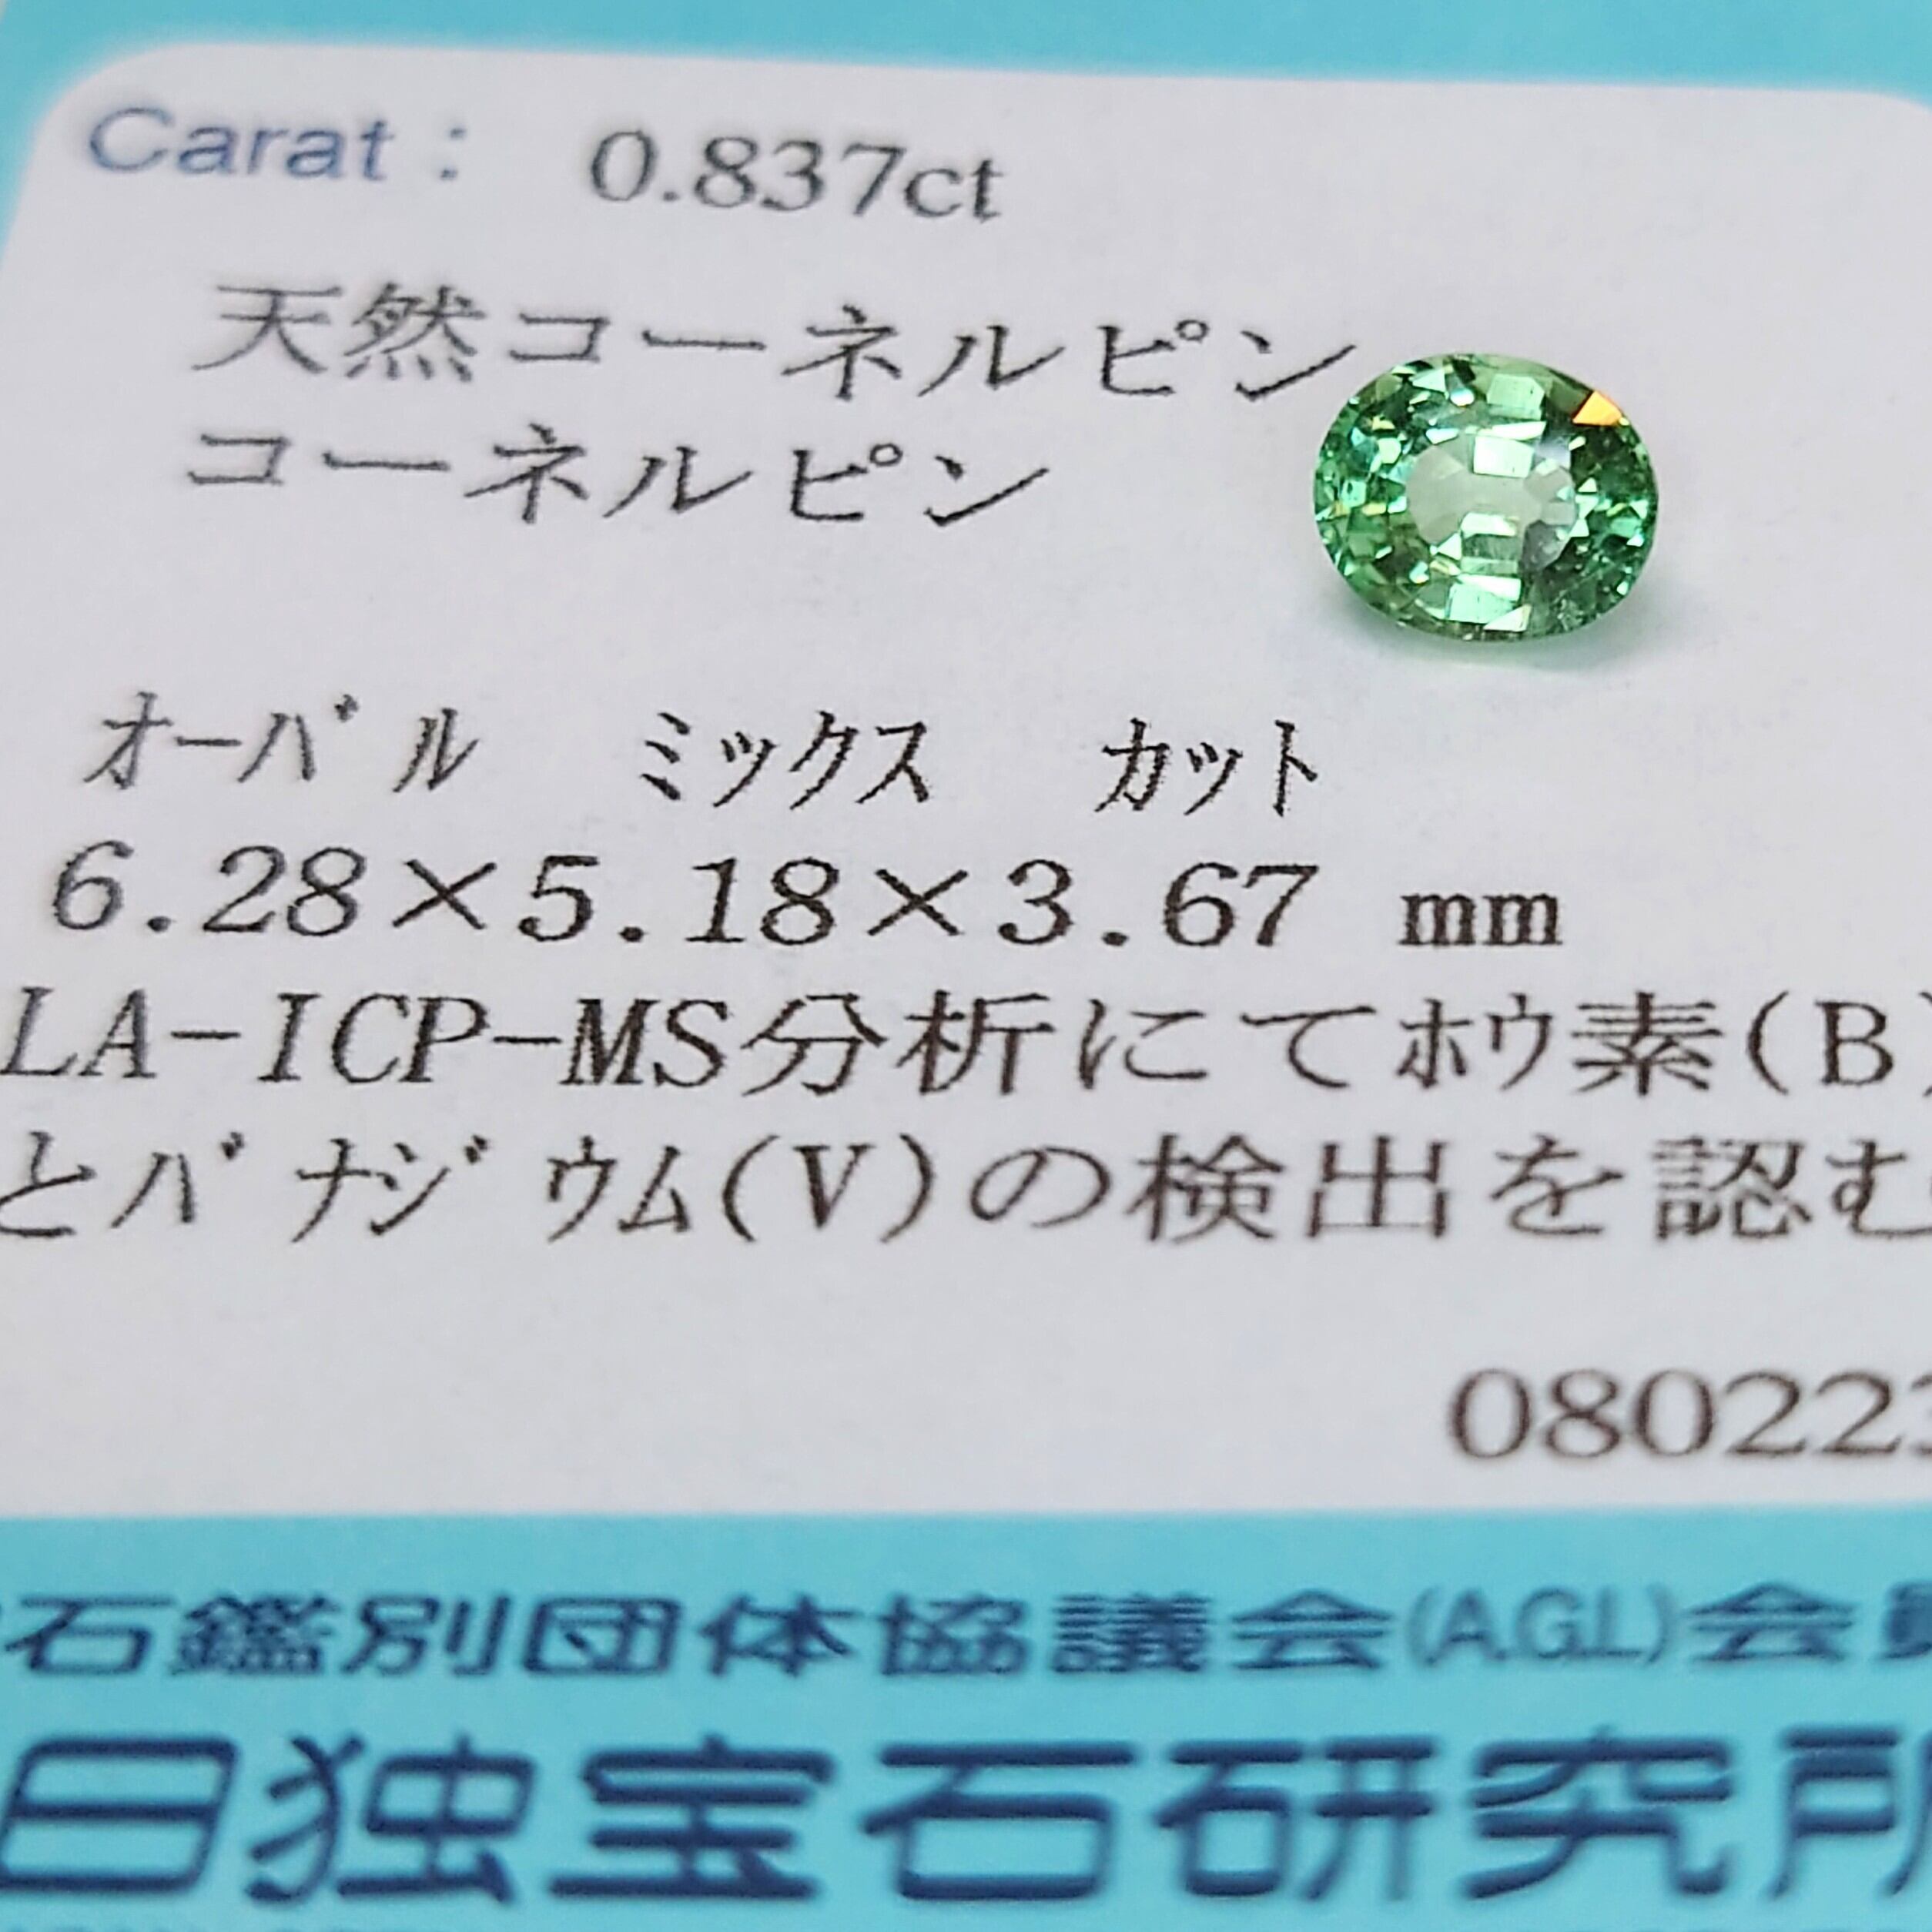 Carat : 0.837ct
天然コーネルピン
コーネルピン
ｵｰﾊﾞﾙ ﾐｯｸｽ ｶｯﾄ
6.28×5.18×3.67 mm
LA-ICP-MS分析にてﾎｳ素(B)
とﾊﾞﾅｼﾞｳﾑ(V)の検出を認む
08022
石鑑別団体協議会(A.G.L)会員
日独宝石研究所